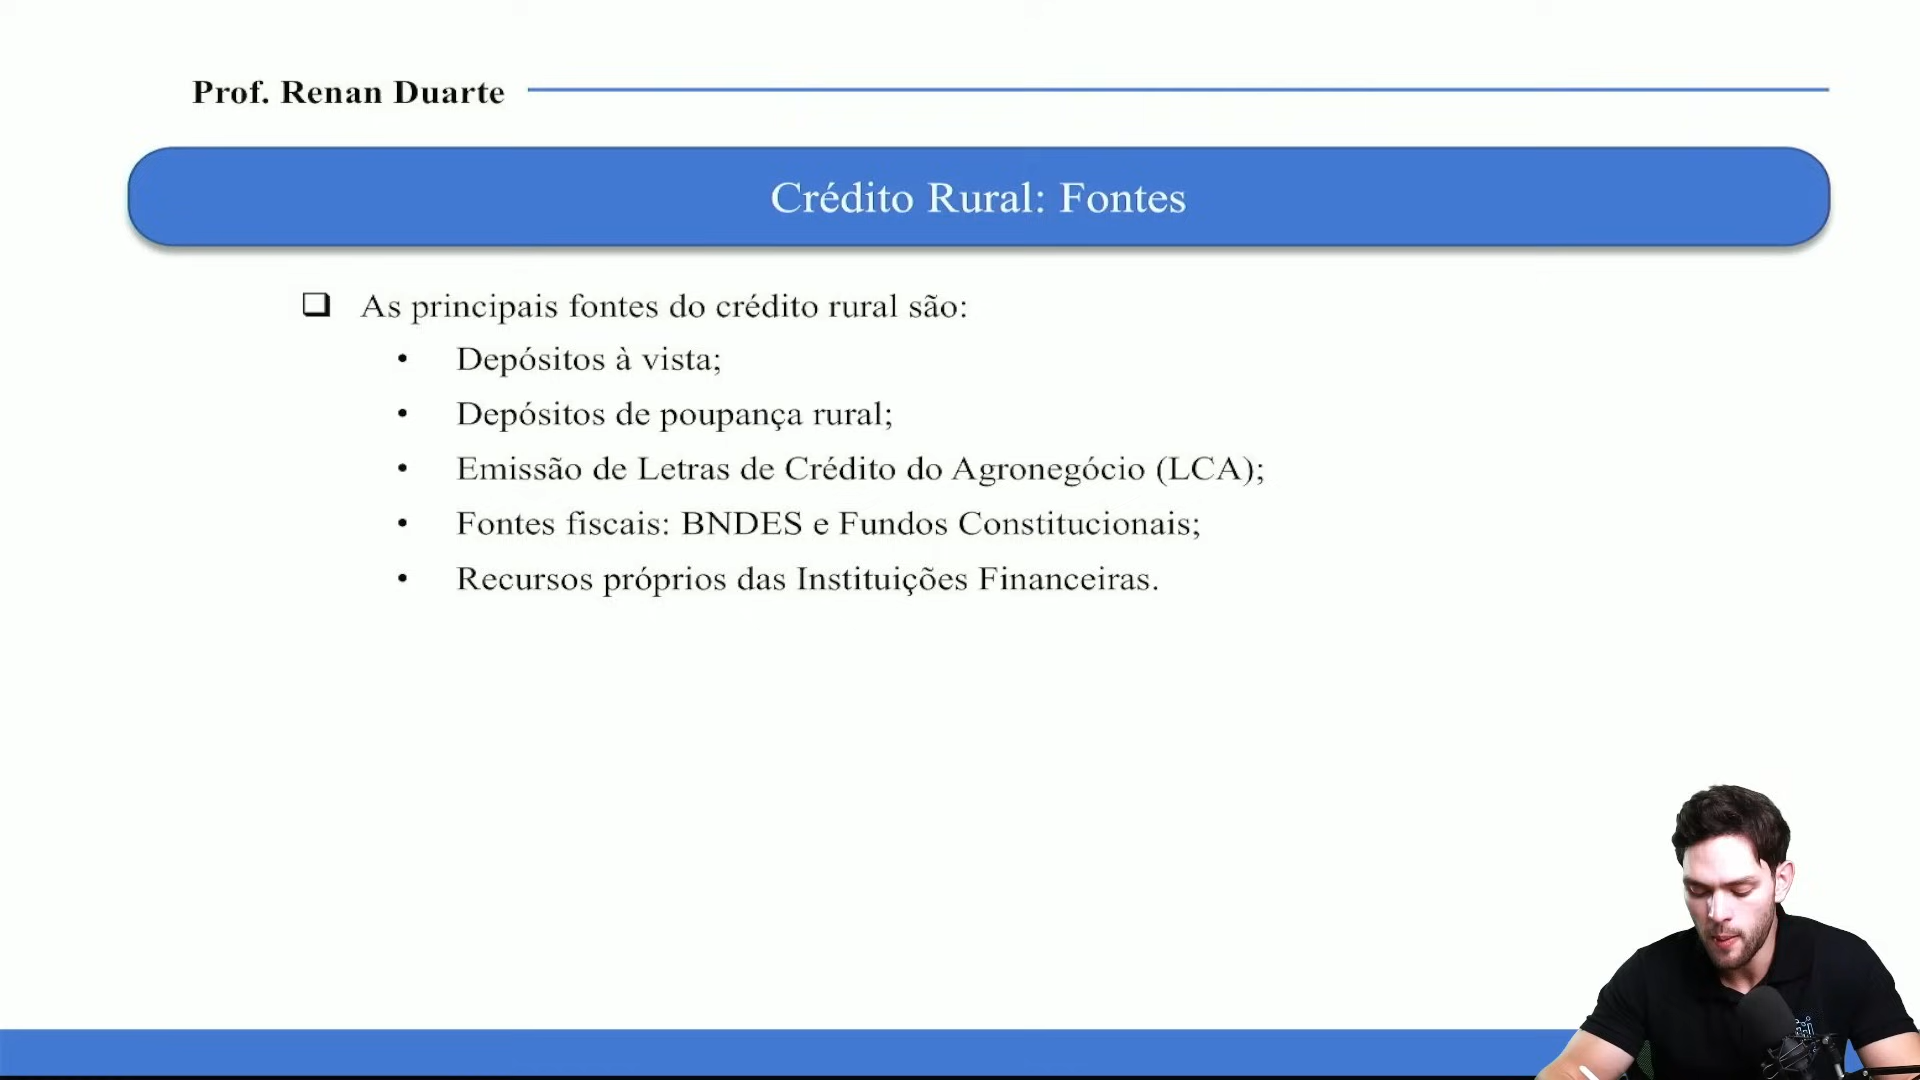 Prof. Renan Duarte
Crédito Rural: Fontes
❑ As principais fontes do crédito rural são:
• Depósitos à vista;
• Depósitos de poupança rural;
• Emissão de Letras de Crédito do Agronegócio (LCA);
• Fontes fiscais: BNDES e Fundos Constitucionais;
• Recursos próprios das Instituições Financeiras.